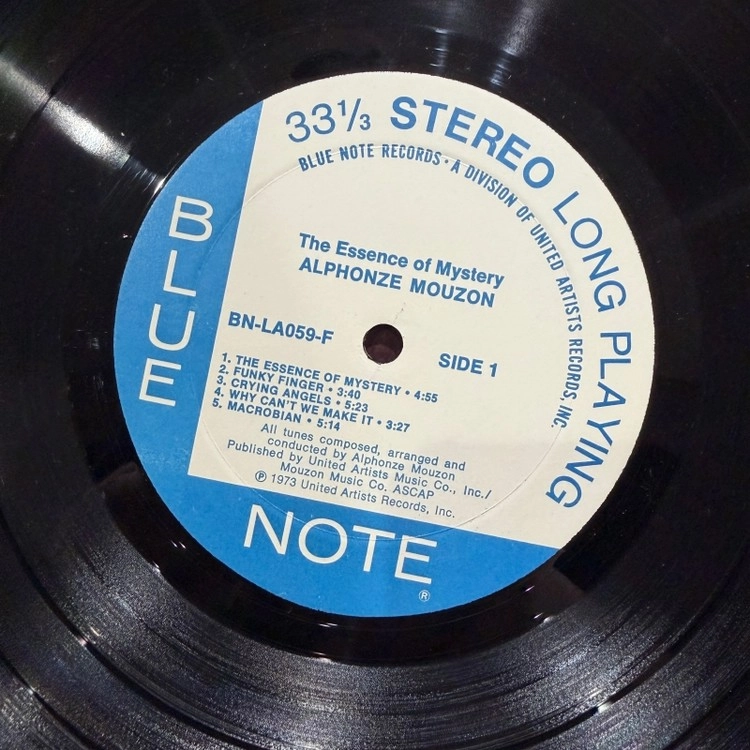 33⅓ STEREO LONG PLAYING
BLUE NOTE RECORDS • A DIVISION OF UNITED ARTISTS RECORDS, INC.
The Essence of Mystery
ALPHONZE MOUZON
BN-LA059-F
SIDE 1
1. THE ESSENCE OF MYSTERY • 4:55
2. FUNKY FINGER • 3:40
3. CRYING ANGELS • 5:23
4. WHY CAN'T WE MAKE IT • 3:27
5. MACROBIAN • 5:14
All tunes composed, arranged and
conducted by Alphonze Mouzon
Published by United Artists Music Co., Inc./
Mouzon Music Co. ASCAP
℗ 1973 United Artists Records, Inc.
BLUE
NOTE
®